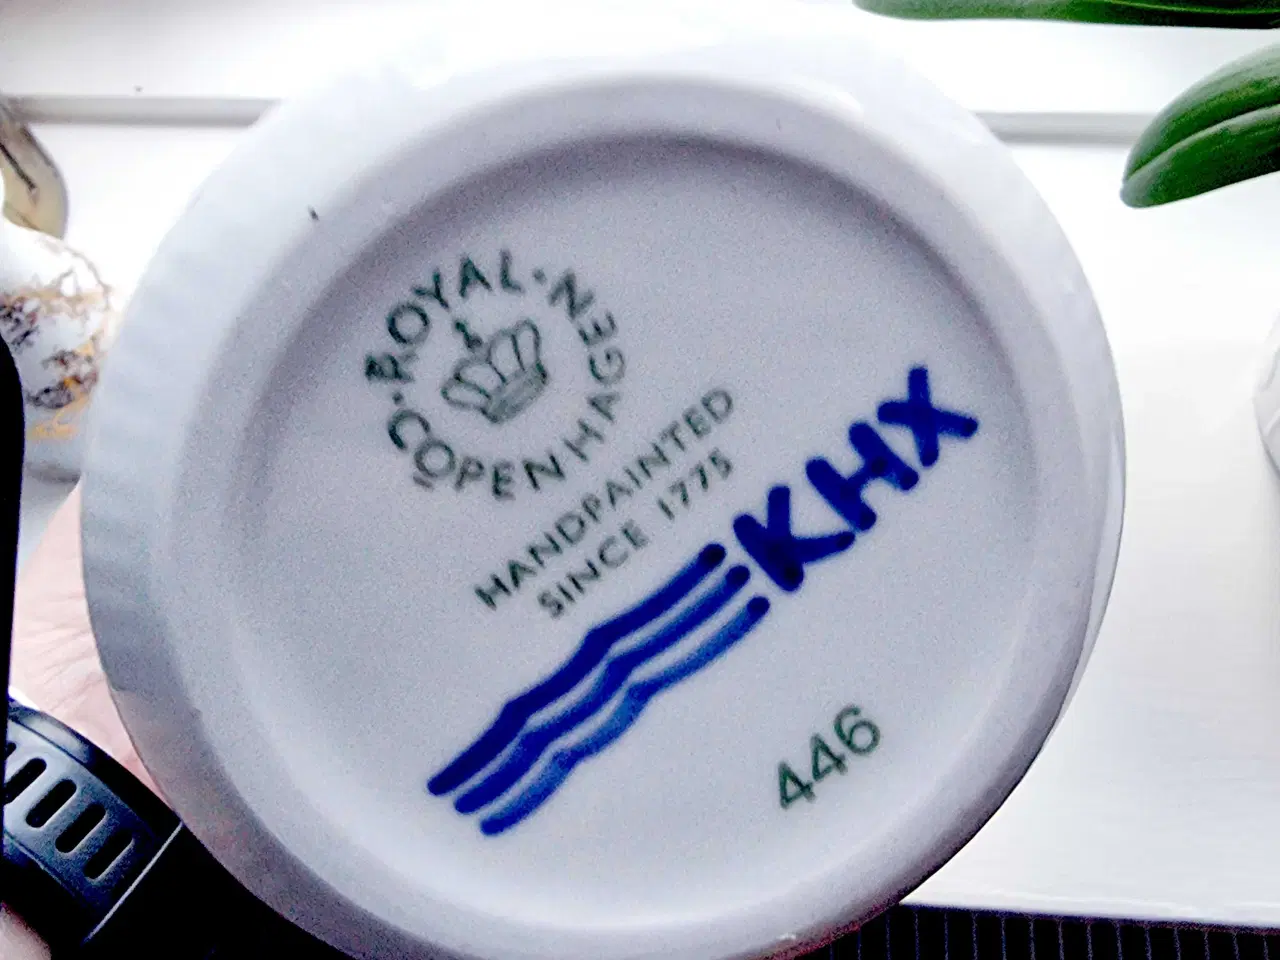 ROYAL · COPENHAGEN ·
HANDPAINTED
SINCE 1775
KHX
446